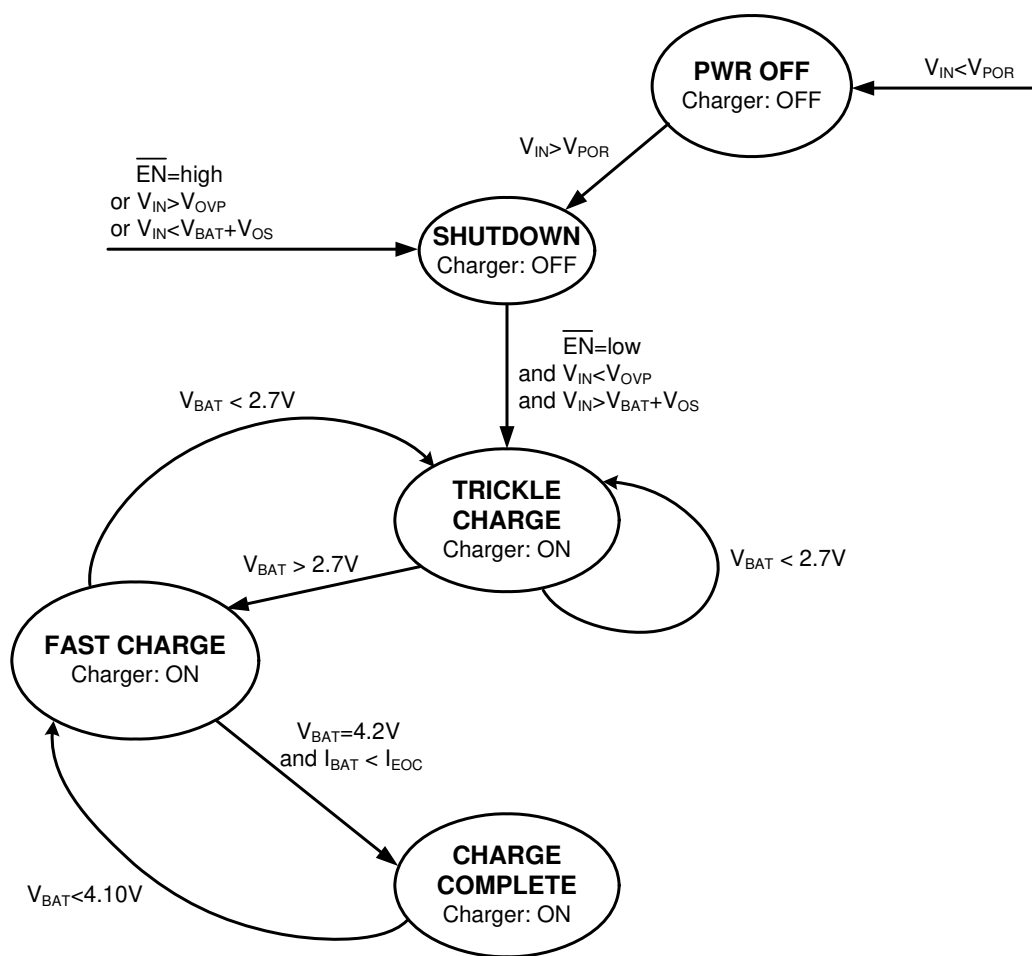 PWR OFF
Charger: OFF
V_IN<V_POR
V_IN>V_POR
E̅N̅=high
or V_IN>V_OVP
or V_IN<V_BAT+V_OS
SHUTDOWN
Charger: OFF
E̅N̅=low
and V_IN<V_OVP
and V_IN>V_BAT+V_OS
V_BAT < 2.7V
TRICKLE
CHARGE
Charger: ON
V_BAT < 2.7V
V_BAT > 2.7V
FAST CHARGE
Charger: ON
V_BAT=4.2V
and I_BAT < I_EOC
CHARGE
COMPLETE
Charger: ON
V_BAT<4.10V